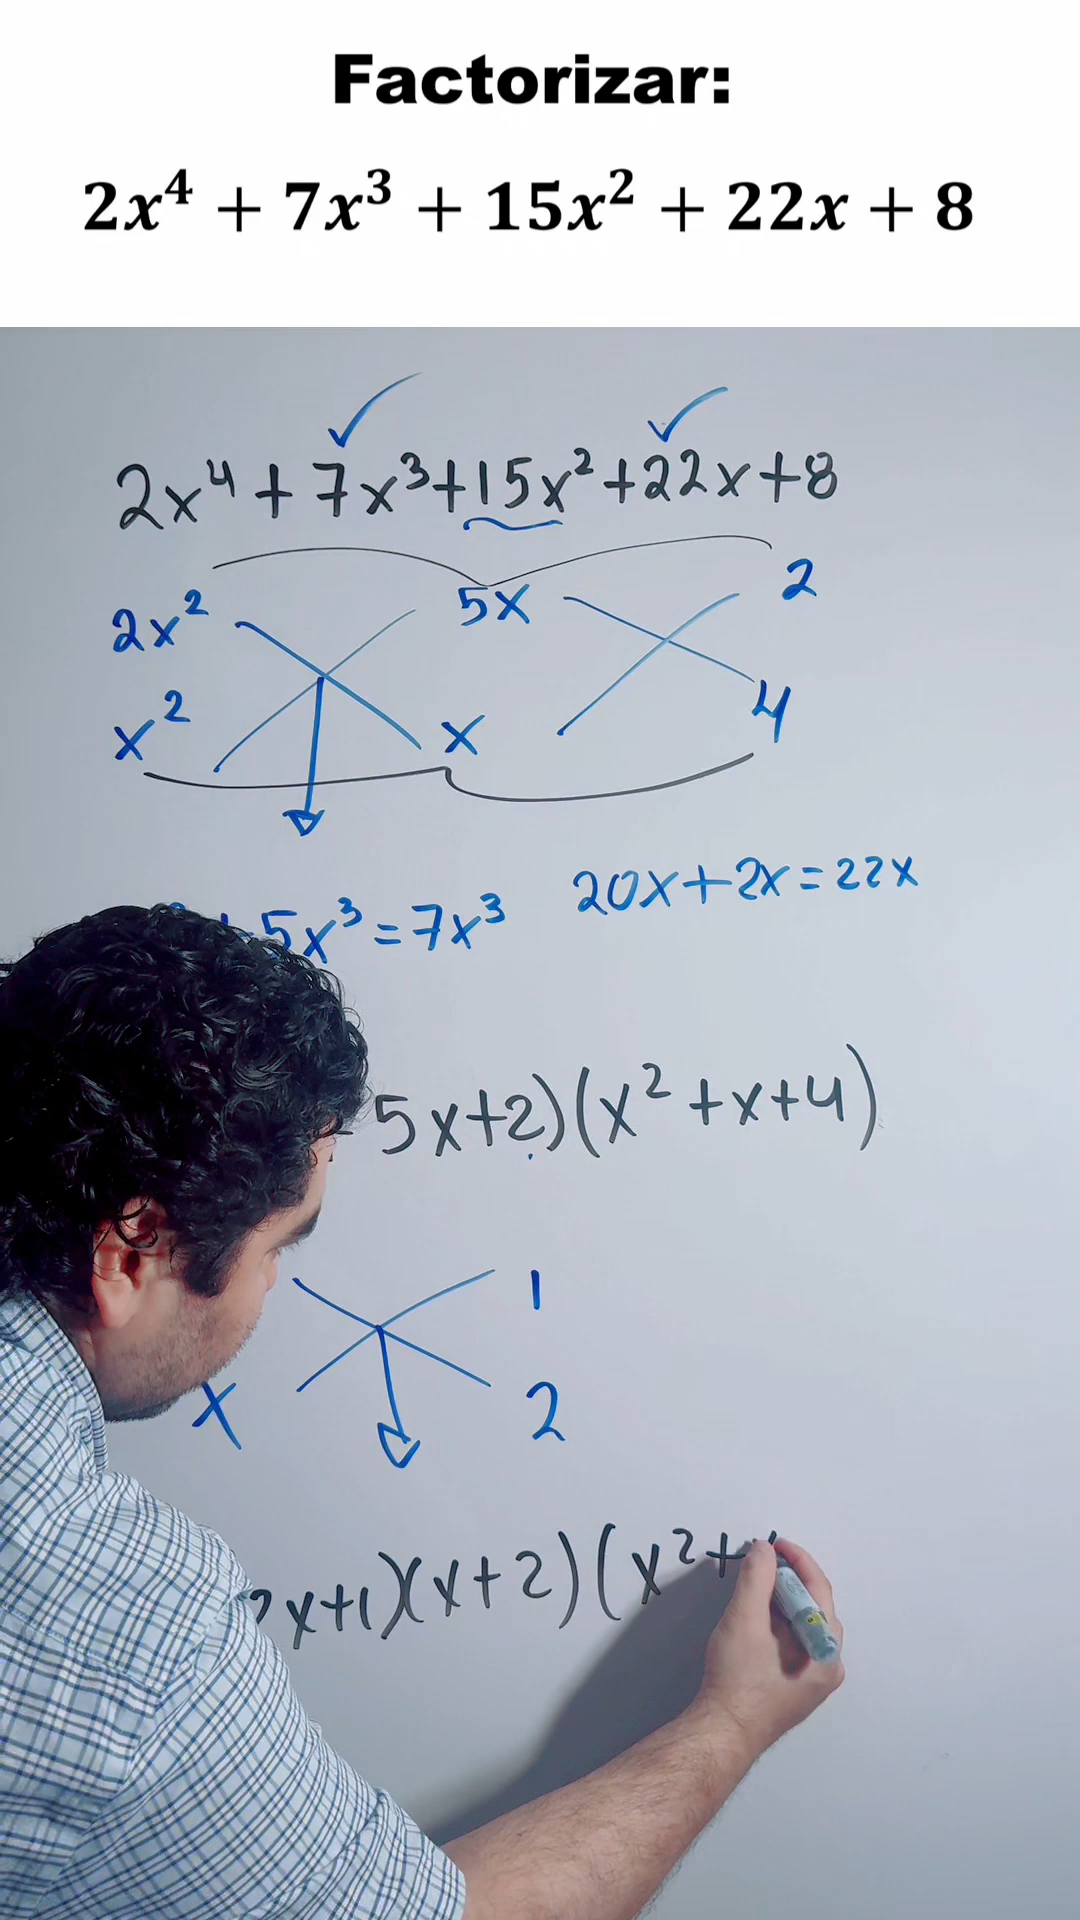 Factorizar:
2x⁴ + 7x³ + 15x² + 22x + 8
2x⁴ + 7x³ + 15x² + 22x + 8
2x² 5x 2
x² x 4
5x³ = 7x³ 20x + 2x = 22x
5x + 2)(x² + x + 4)
1
x 2
2x + 1)(x + 2)(x² +